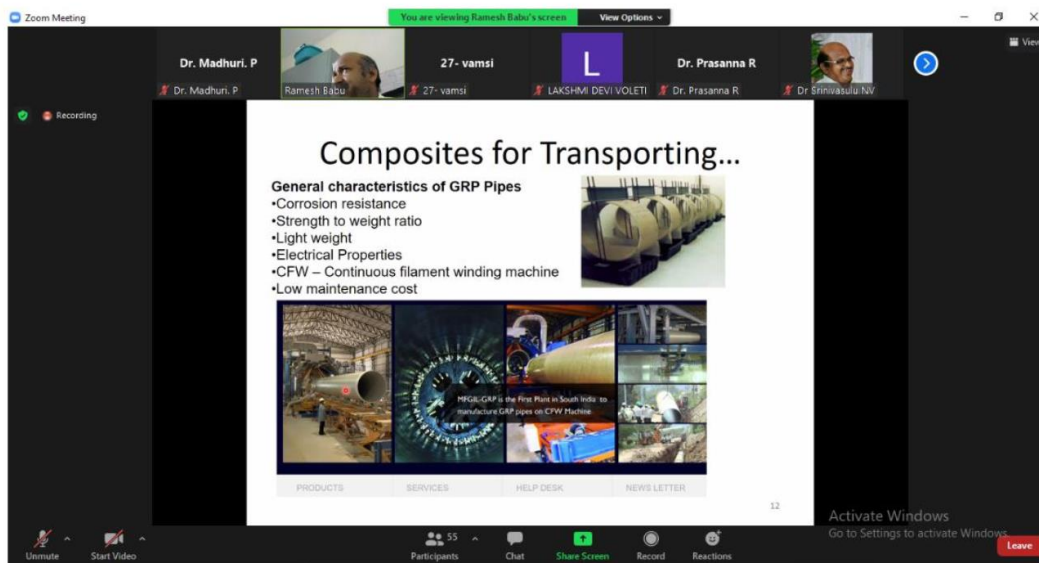 Zoom Meeting
You are viewing Ramesh Babu's screen
View Options
View
Dr. Madhuri. P
27- vamsi
L
Dr. Prasanna R
Dr. Madhuri. P
Ramesh Babu
27- vamsi
LAKSHMI DEVI VOLETI
Dr. Prasanna R
Dr Srinivasulu NV
Recording
Composites for Transporting...
General characteristics of GRP Pipes
•Corrosion resistance
•Strength to weight ratio
•Light weight
•Electrical Properties
•CFW – Continuous filament winding machine
•Low maintenance cost
MFGIL-GRP is the First Plant in South India to
manufacture GRP pipes on CFW Machine
PRODUCTS
SERVICES
HELP DESK
NEWS LETTER
12
Activate Windows
Go to Settings to activate Windows.
Unmute
Start Video
55
Participants
Chat
Share Screen
Record
Reactions
Leave